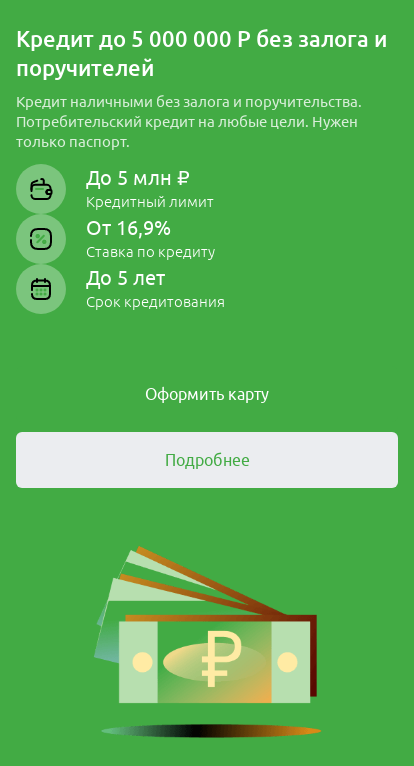 Кредит до 5 000 000 Р без залога и
поручителей
Кредит наличными без залога и поручительства.
Потребительский кредит на любые цели. Нужен
только паспорт.
До 5 млн ₽
Кредитный лимит
От 16,9%
Ставка по кредиту
До 5 лет
Срок кредитования
Оформить карту
Подробнее
₽